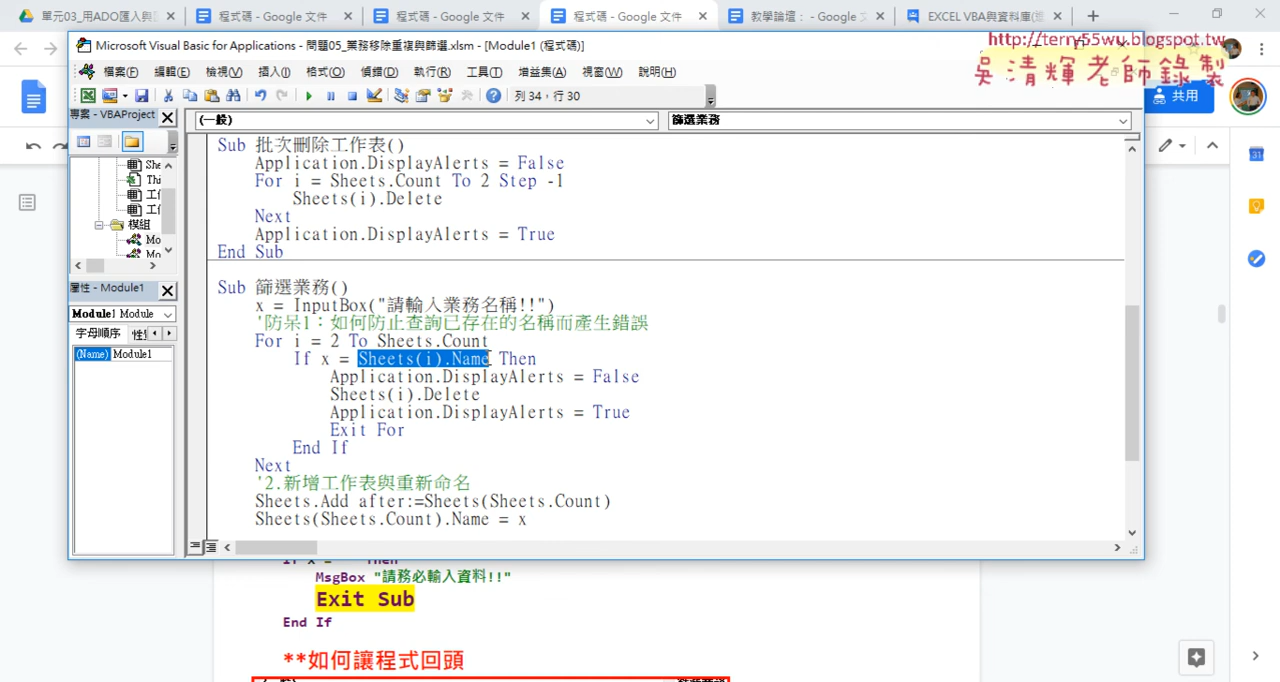 單元03_用ADO匯入與
程式碼 - Google 文件
程式碼 - Google 文件
程式碼 - Google 文件
教學論壇: - Google 文
EXCEL VBA與資料庫(進
http://terry55wu.blogspot.tw
吳清輝老師錄製
共用
Microsoft Visual Basic for Applications - 問題05_業務移除重複與篩選.xlsm - [Module1 (程式碼)]
檔案(F) 編輯(E) 檢視(V) 插入(I) 格式(O) 偵錯(D) 執行(R) 工具(T) 增益集(A) 視窗(W) 說明(H)
列 34，行 30
專案 - VBAProject
(一般)
篩選業務
She
Thi
工作
工作
模組
Mo
Mo
屬性 - Module1
Module1 Module
字母順序
(Name) Module1
Sub 批次刪除工作表()
Application.DisplayAlerts = False
For i = Sheets.Count To 2 Step -1
Sheets(i).Delete
Next
Application.DisplayAlerts = True
End Sub
Sub 篩選業務()
x = InputBox("請輸入業務名稱!!")
'防呆1：如何防止查詢已存在的名稱而產生錯誤
For i = 2 To Sheets.Count
If x = Sheets(i).Name Then
Application.DisplayAlerts = False
Sheets(i).Delete
Application.DisplayAlerts = True
Exit For
End If
Next
'2.新增工作表與重新命名
Sheets.Add after:=Sheets(Sheets.Count)
Sheets(Sheets.Count).Name = x
MsgBox "請務必輸入資料!!"
Exit Sub
End If
**如何讓程式回頭